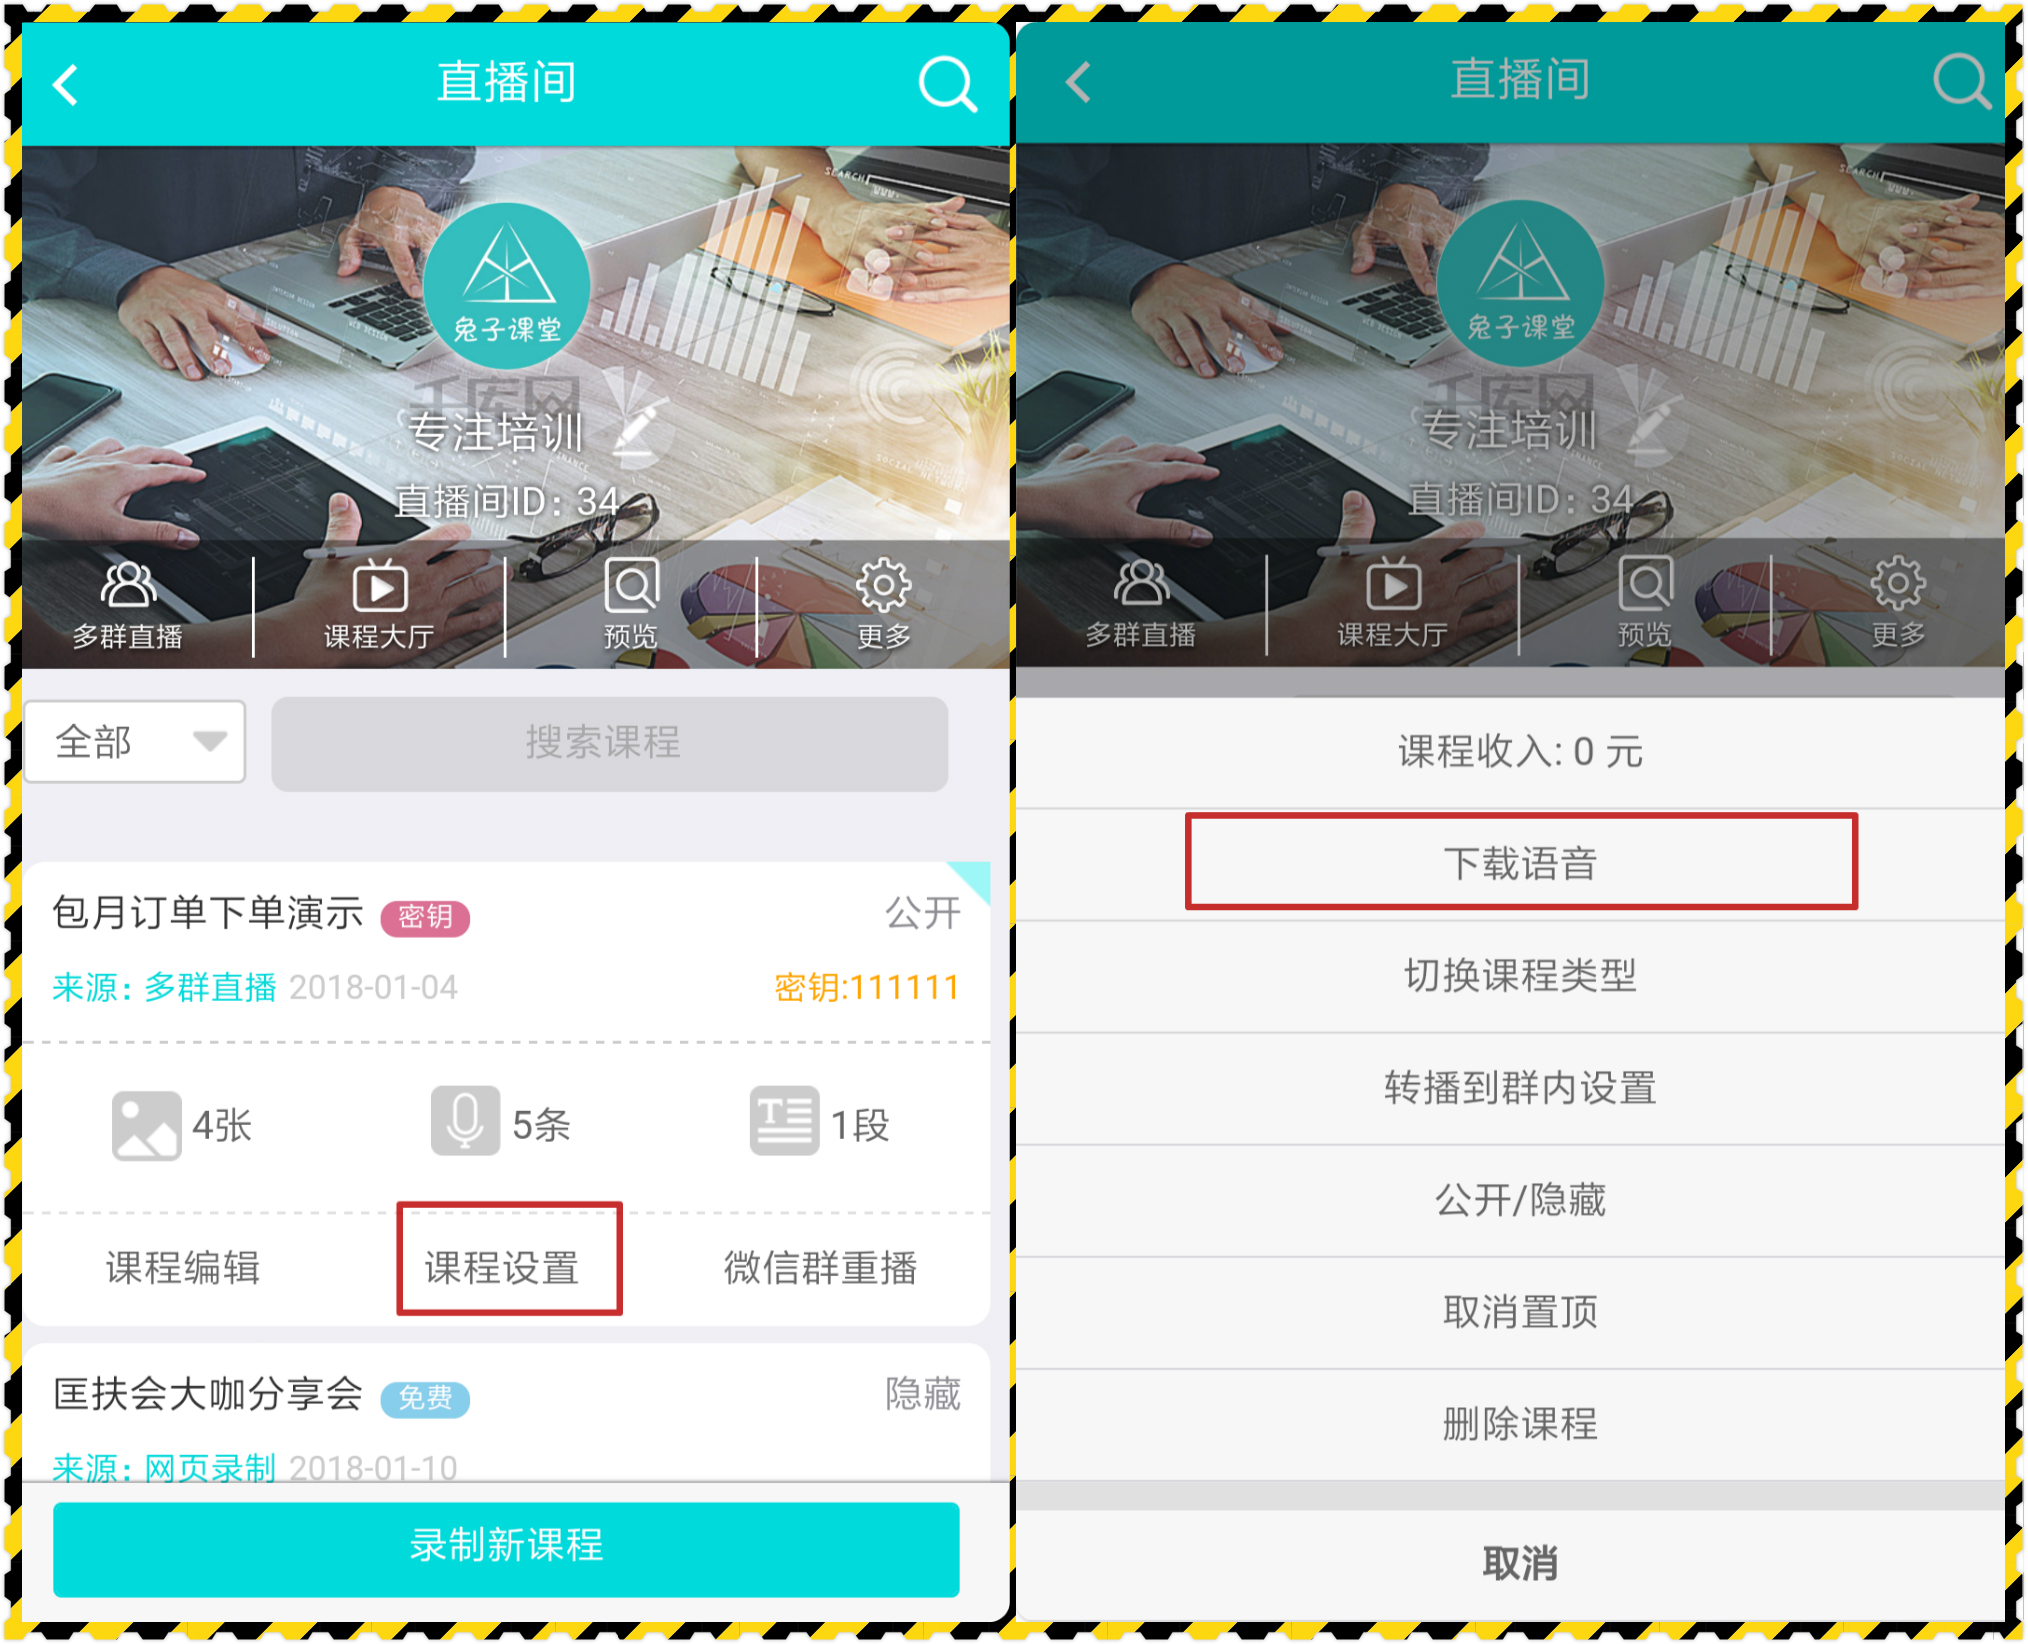 直播间
兔子课堂
千库网
专注培训
直播间ID: 34
多群直播
课程大厅
预览
更多
全部
搜索课程
包月订单下单演示
密钥
公开
来源: 多群直播 2018-01-04
密钥:111111
4张
5条
1段
课程编辑
课程设置
微信群重播
匡扶会大咖分享会
免费
隐藏
来源: 网页录制 2018-01-10
录制新课程
直播间
SEARCH
兔子课堂
千库网
专注培训
直播间ID: 34
多群直播
课程大厅
预览
更多
课程收入: 0 元
下载语音
切换课程类型
转播到群内设置
公开/隐藏
取消置顶
删除课程
取消